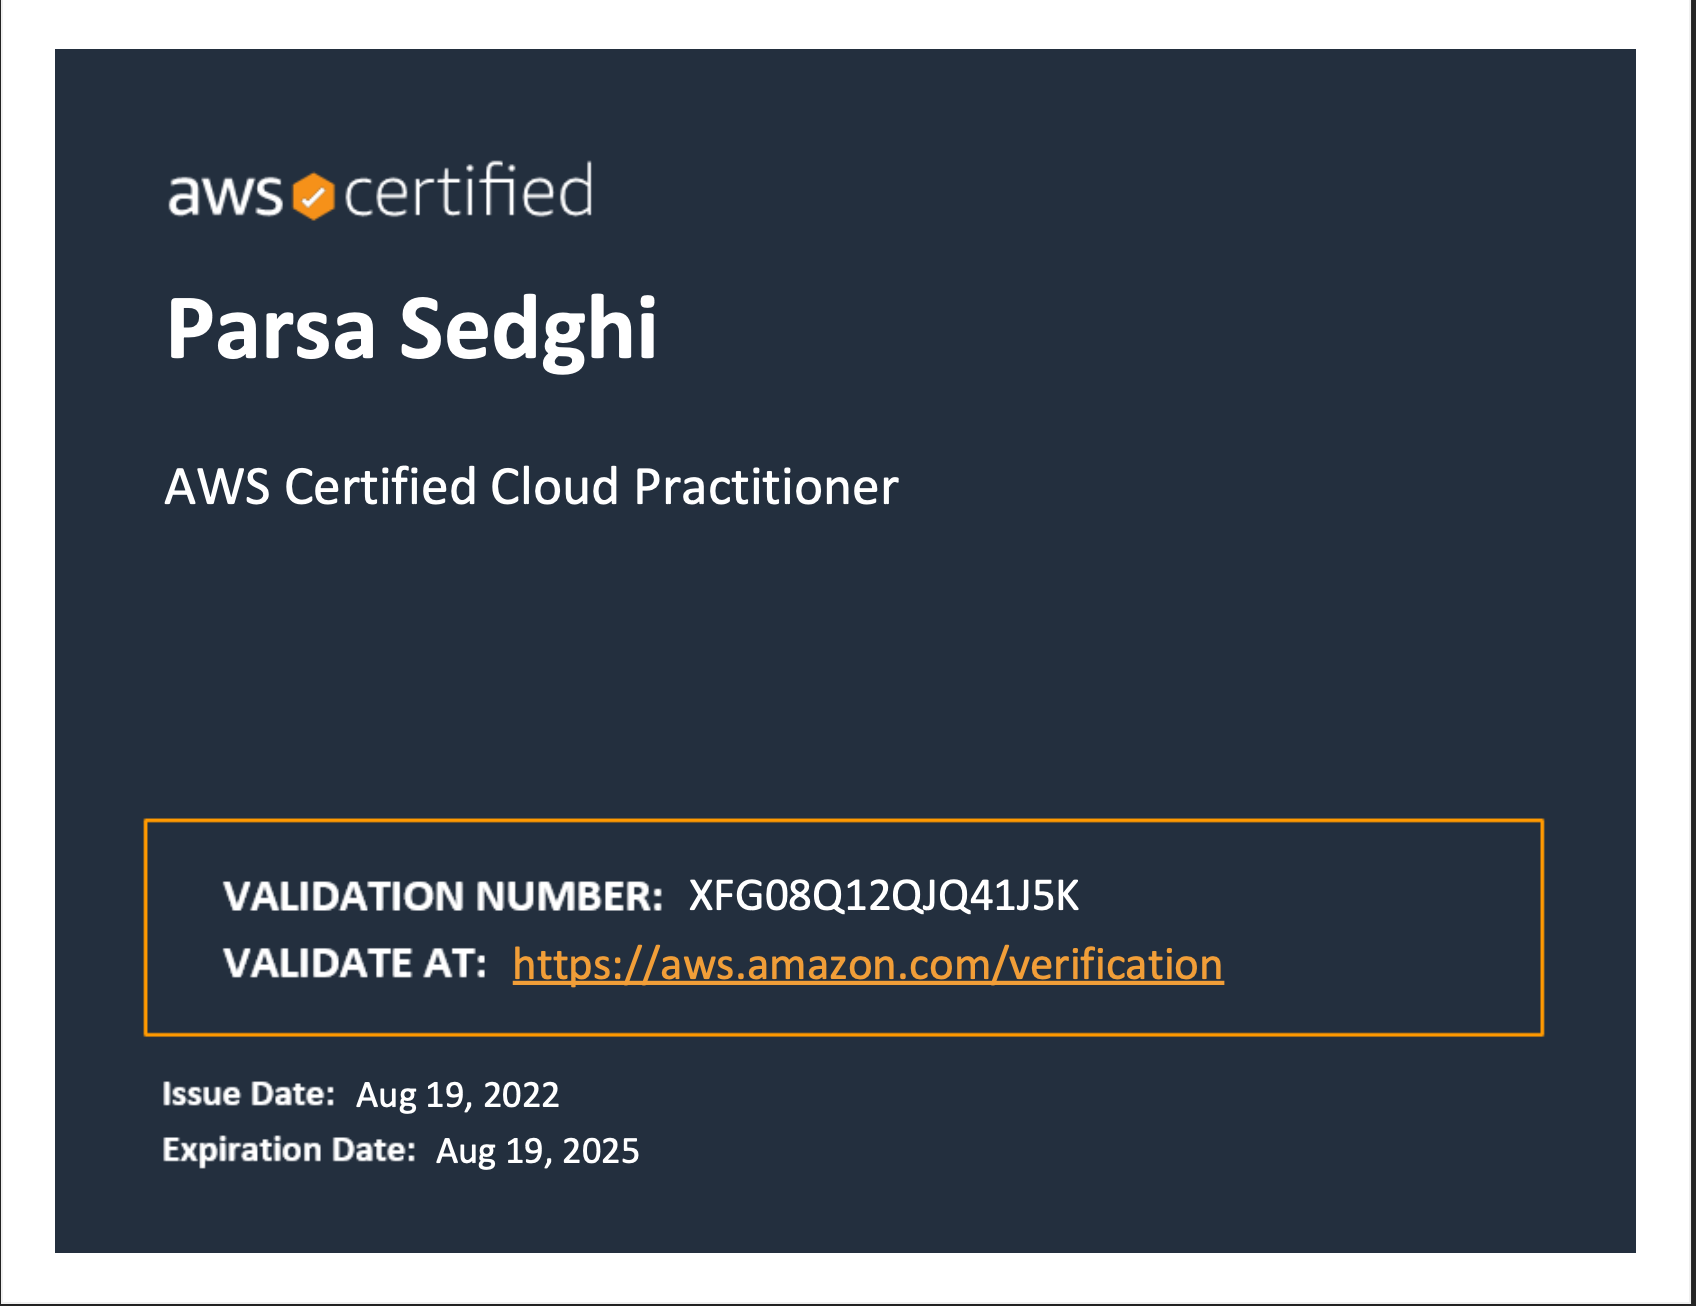 aws certified
Parsa Sedghi
AWS Certified Cloud Practitioner
VALIDATION NUMBER: XFG08Q12QJQ41J5K
VALIDATE AT: https://aws.amazon.com/verification
Issue Date: Aug 19, 2022
Expiration Date: Aug 19, 2025